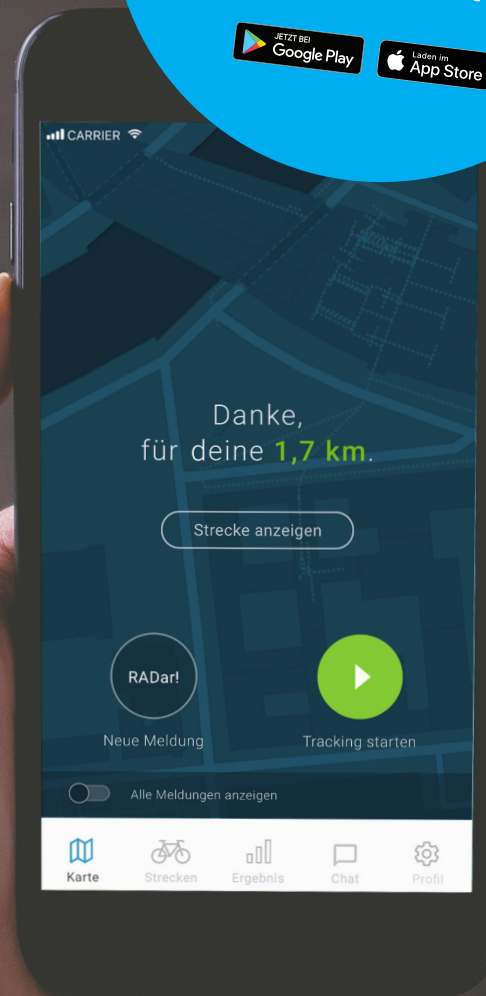 JETZT BEI
Google Play
Laden im
App Store
CARRIER
Danke,
für deine 1,7 km.
Strecke anzeigen
RADar!
Neue Meldung
Tracking starten
Alle Meldungen anzeigen
Karte
Strecken
Ergebnis
Chat
Profil